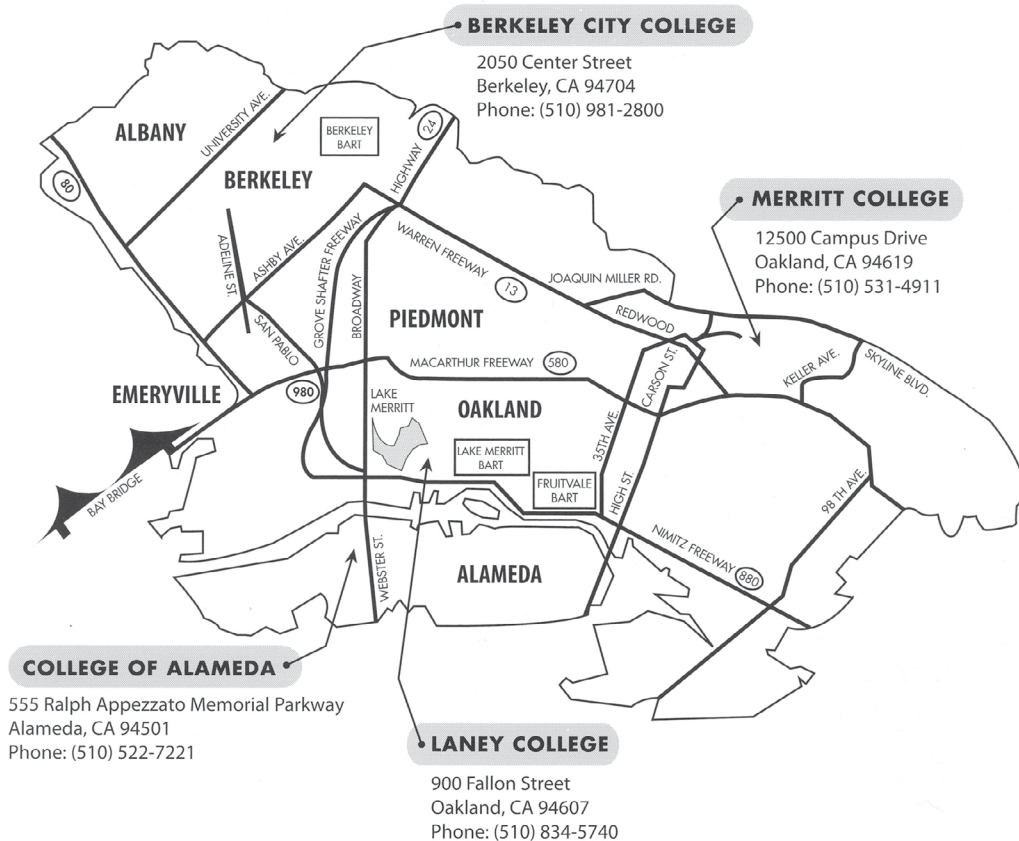 BERKELEY CITY COLLEGE
2050 Center Street
Berkeley, CA 94704
Phone: (510) 981-2800
ALBANY
UNIVERSITY AVE.
BERKELEY
BART
HIGHWAY
24
80
BERKELEY
MERRITT COLLEGE
12500 Campus Drive
Oakland, CA 94619
Phone: (510) 531-4911
ADELINE ST.
ASHBY AVE.
GROVE SHAFTER FREEWAY
BROADWAY
WARREN FREEWAY
13
JOAQUIN MILLER RD.
REDWOOD
SAN PABLO
PIEDMONT
MACARTHUR FREEWAY
580
CARSON ST.
KELLER AVE.
SKYLINE BLVD.
EMERYVILLE
980
LAKE
MERRITT
OAKLAND
35TH AVE.
LAKE MERRITT
BART
FRUITVALE
BART
HIGH ST.
98 TH AVE.
BAY BRIDGE
NIMITZ FREEWAY
880
WEBSTER ST.
ALAMEDA
COLLEGE OF ALAMEDA
555 Ralph Appezzato Memorial Parkway
Alameda, CA 94501
Phone: (510) 522-7221
LANEY COLLEGE
900 Fallon Street
Oakland, CA 94607
Phone: (510) 834-5740